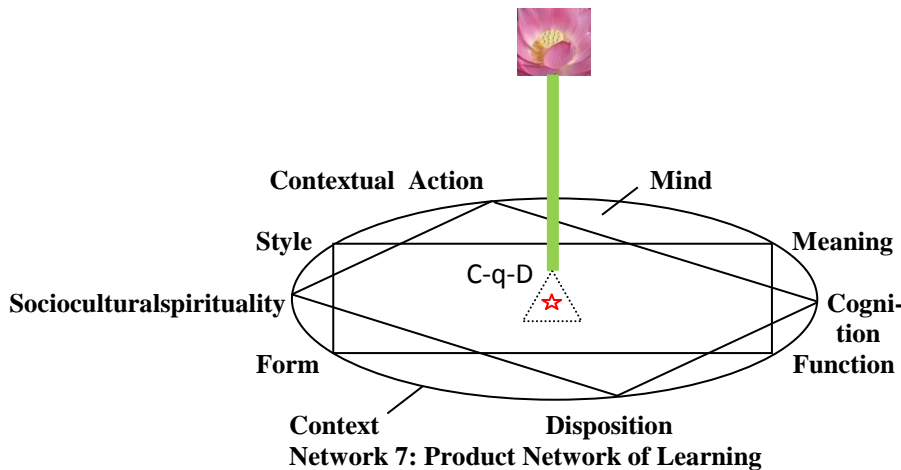 Contextual Action
Mind
Style
Meaning
C-q-D
Socioculturalspirituality
Cogni-
tion
Form
Function
Context
Disposition
Network 7: Product Network of Learning